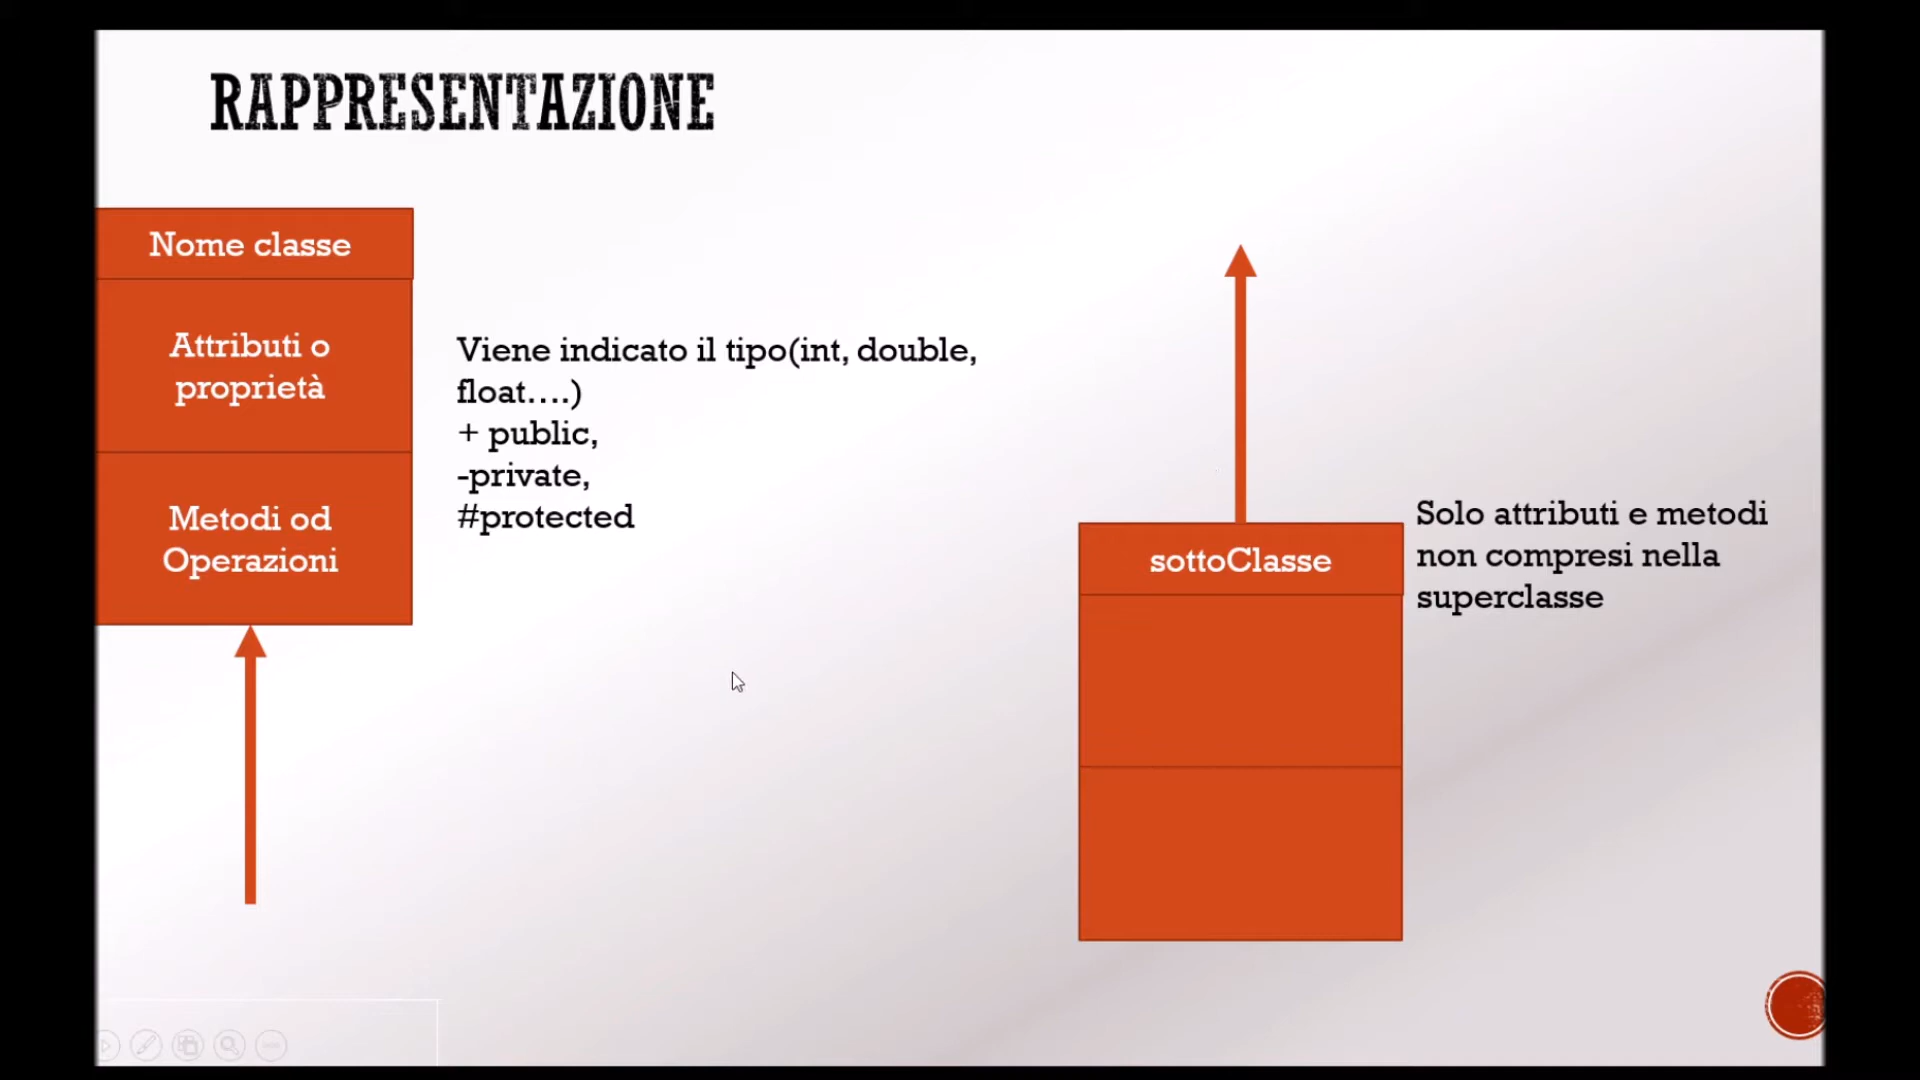 RAPPRESENTAZIONE
Nome classe
Attributi o
proprietà
Metodi od
Operazioni
Viene indicato il tipo(int, double,
float....)
+ public,
-private,
#protected
sottoClasse
Solo attributi e metodi
non compresi nella
superclasse